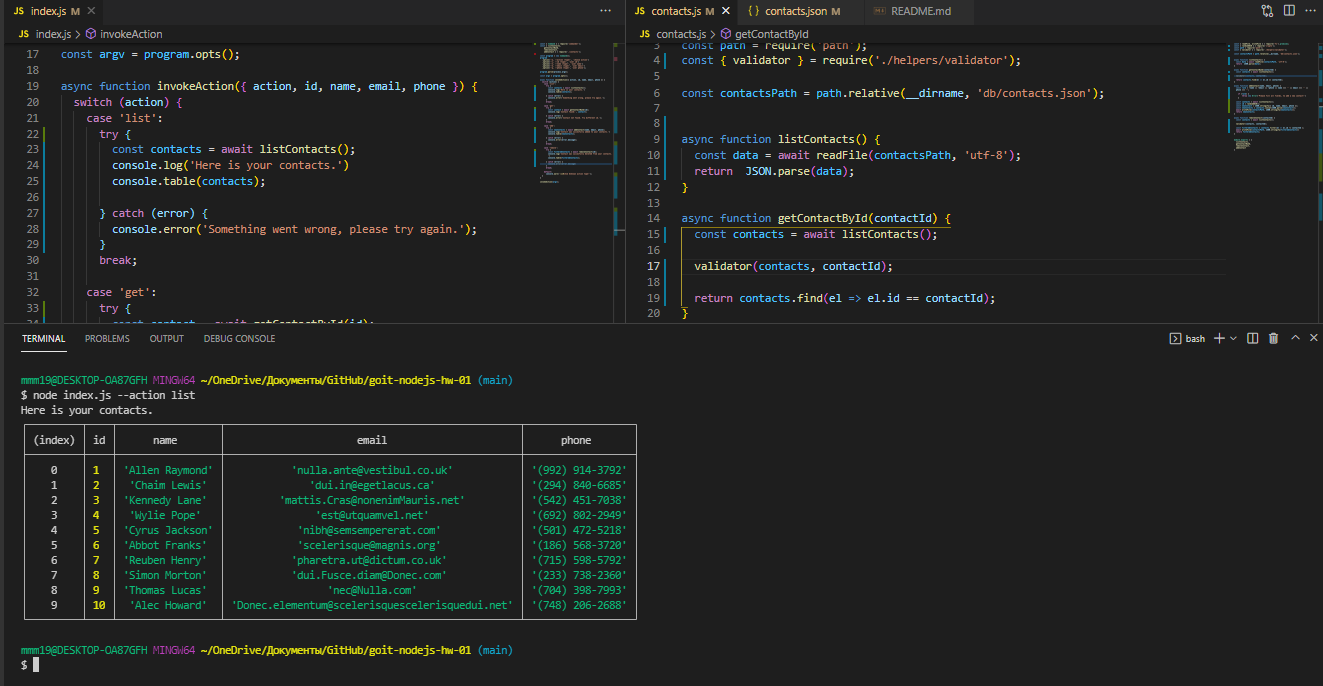 JS index.js M ×
JS index.js > invokeAction
17 const argv = program.opts();
18
19 async function invokeAction({ action, id, name, email, phone }) {
20 switch (action) {
21 case 'list':
22 try {
23 const contacts = await listContacts();
24 console.log('Here is your contacts.')
25 console.table(contacts);
26
27 } catch (error) {
28 console.error('Something went wrong, please try again.');
29 }
30 break;
31
32 case 'get':
33 try {
34 const contact = await getContactById(id);
JS contacts.js M × {} contacts.json M README.md
JS contacts.js > getContactById
3 const path = require('path');
4 const { validator } = require('./helpers/validator');
5
6 const contactsPath = path.relative(__dirname, 'db/contacts.json');
7
8
9 async function listContacts() {
10 const data = await readFile(contactsPath, 'utf-8');
11 return JSON.parse(data);
12 }
13
14 async function getContactById(contactId) {
15 const contacts = await listContacts();
16
17 validator(contacts, contactId);
18
19 return contacts.find(el => el.id == contactId);
20 }
TERMINAL PROBLEMS OUTPUT DEBUG CONSOLE bash
mmm19@DESKTOP-OA87GFH MINGW64 ~/OneDrive/Документы/GitHub/goit-nodejs-hw-01 (main)
$ node index.js --action list
Here is your contacts.
(index) id name email phone
0 1 'Allen Raymond' 'nulla.ante@vestibul.co.uk' '(992) 914-3792'
1 2 'Chaim Lewis' 'dui.in@egetlacus.ca' '(294) 840-6685'
2 3 'Kennedy Lane' 'mattis.Cras@nonenimMauris.net' '(542) 451-7038'
3 4 'Wylie Pope' 'est@utquamvel.net' '(692) 802-2949'
4 5 'Cyrus Jackson' 'nibh@semsempererat.com' '(501) 472-5218'
5 6 'Abbot Franks' 'scelerisque@magnis.org' '(186) 568-3720'
6 7 'Reuben Henry' 'pharetra.ut@dictum.co.uk' '(715) 598-5792'
7 8 'Simon Morton' 'dui.Fusce.diam@Donec.com' '(233) 738-2360'
8 9 'Thomas Lucas' 'nec@Nulla.com' '(704) 398-7993'
9 10 'Alec Howard' 'Donec.elementum@scelerisquescelerisquedui.net' '(748) 206-2688'
mmm19@DESKTOP-OA87GFH MINGW64 ~/OneDrive/Документы/GitHub/goit-nodejs-hw-01 (main)
$